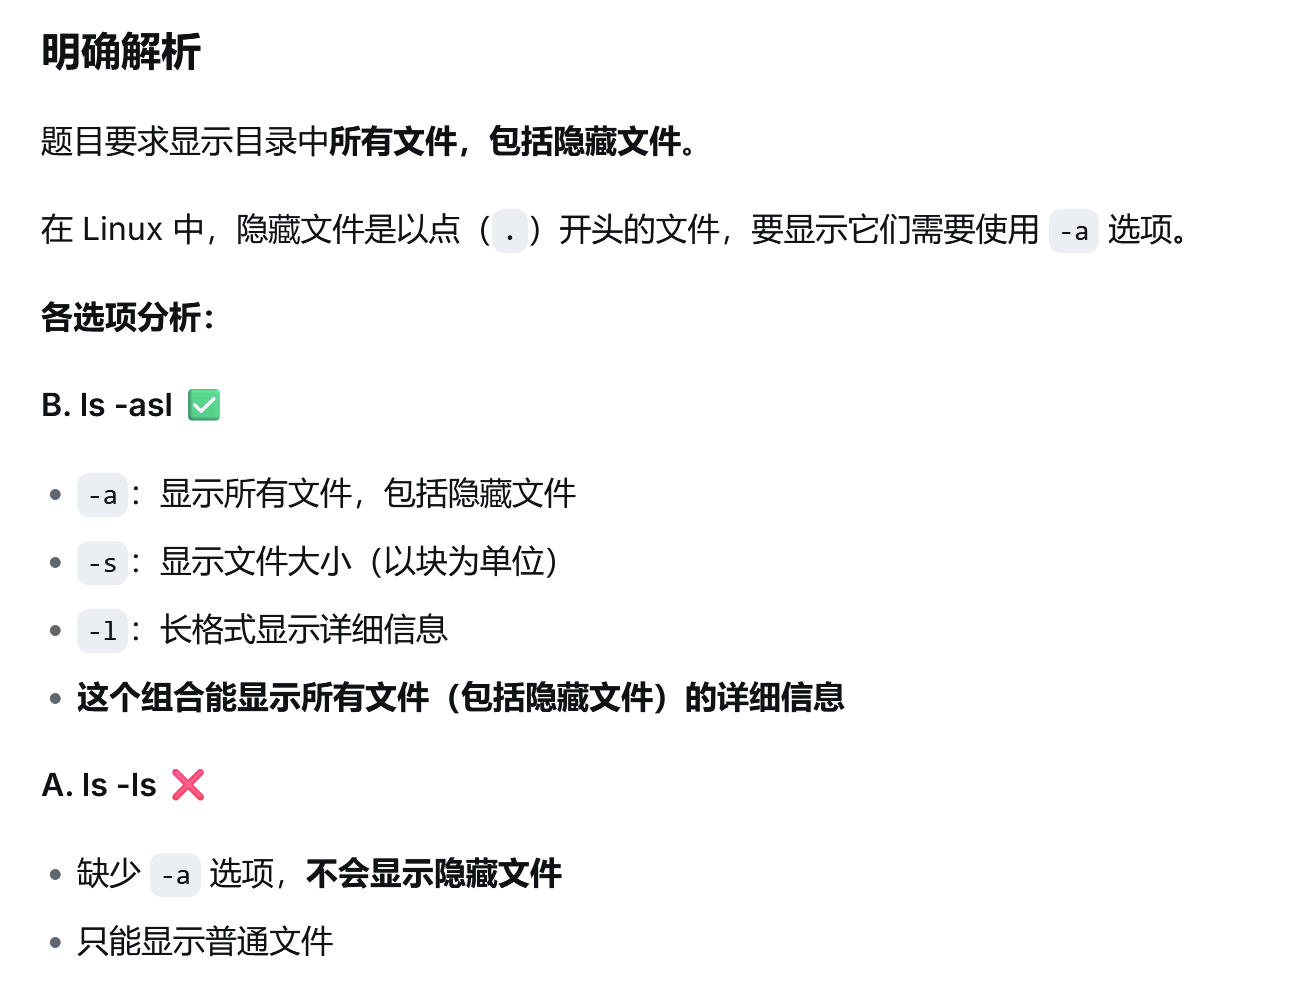 明确解析
题目要求显示目录中所有文件，包括隐藏文件。
在 Linux 中，隐藏文件是以点（.）开头的文件，要显示它们需要使用 -a 选项。
各选项分析：
B. ls -asl ✅
• -a：显示所有文件，包括隐藏文件
• -s：显示文件大小（以块为单位）
• -l：长格式显示详细信息
• 这个组合能显示所有文件（包括隐藏文件）的详细信息
A. ls -ls ❌
• 缺少 -a 选项，不会显示隐藏文件
• 只能显示普通文件